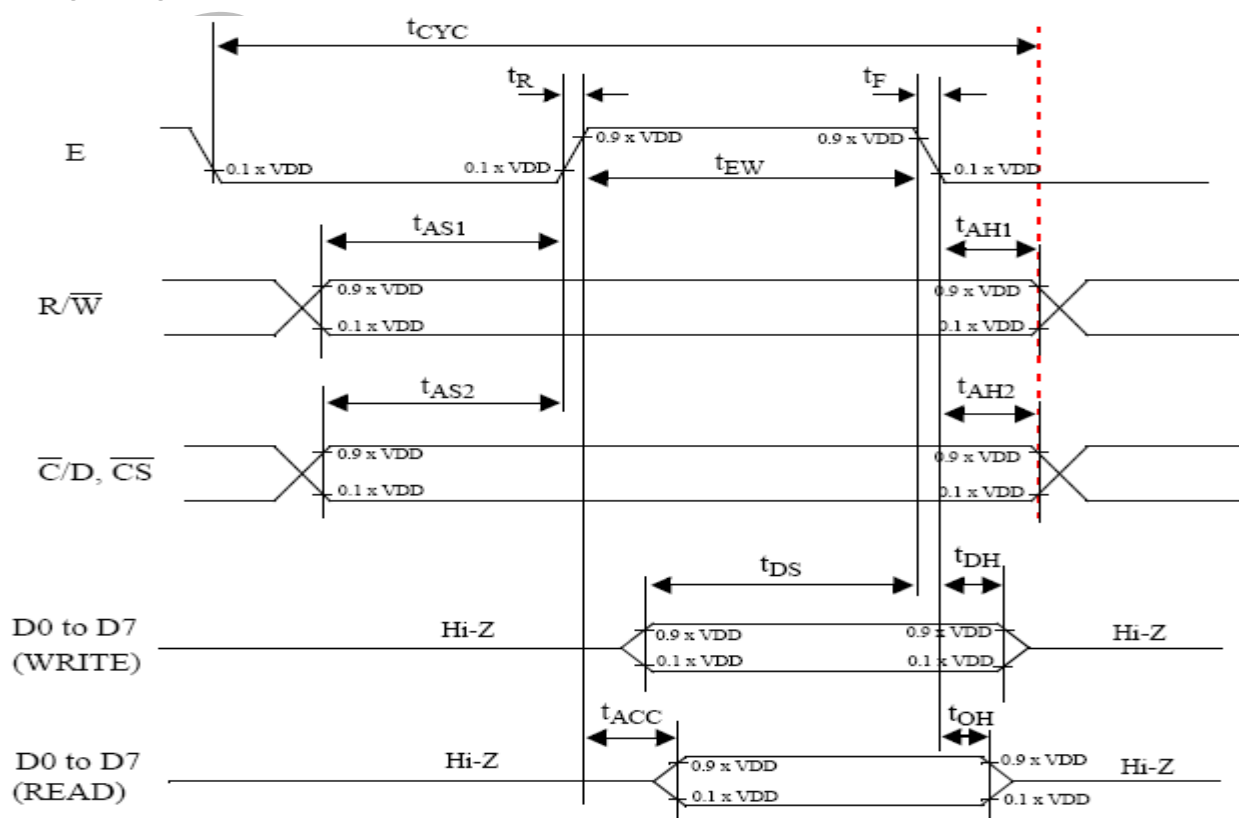 tCYC
tR tF
E
0.9 x VDD 0.9 x VDD
0.1 x VDD 0.1 x VDD tEW 0.1 x VDD
tAS1 tAH1
R/W̅
0.9 x VDD 0.9 x VDD
0.1 x VDD 0.1 x VDD
tAS2 tAH2
C̅/D, C̅S̅
0.9 x VDD 0.9 x VDD
0.1 x VDD 0.1 x VDD
tDS tDH
D0 to D7
(WRITE)
Hi-Z 0.9 x VDD 0.9 x VDD Hi-Z
0.1 x VDD 0.1 x VDD
tACC tOH
D0 to D7
(READ)
Hi-Z 0.9 x VDD 0.9 x VDD Hi-Z
0.1 x VDD 0.1 x VDD